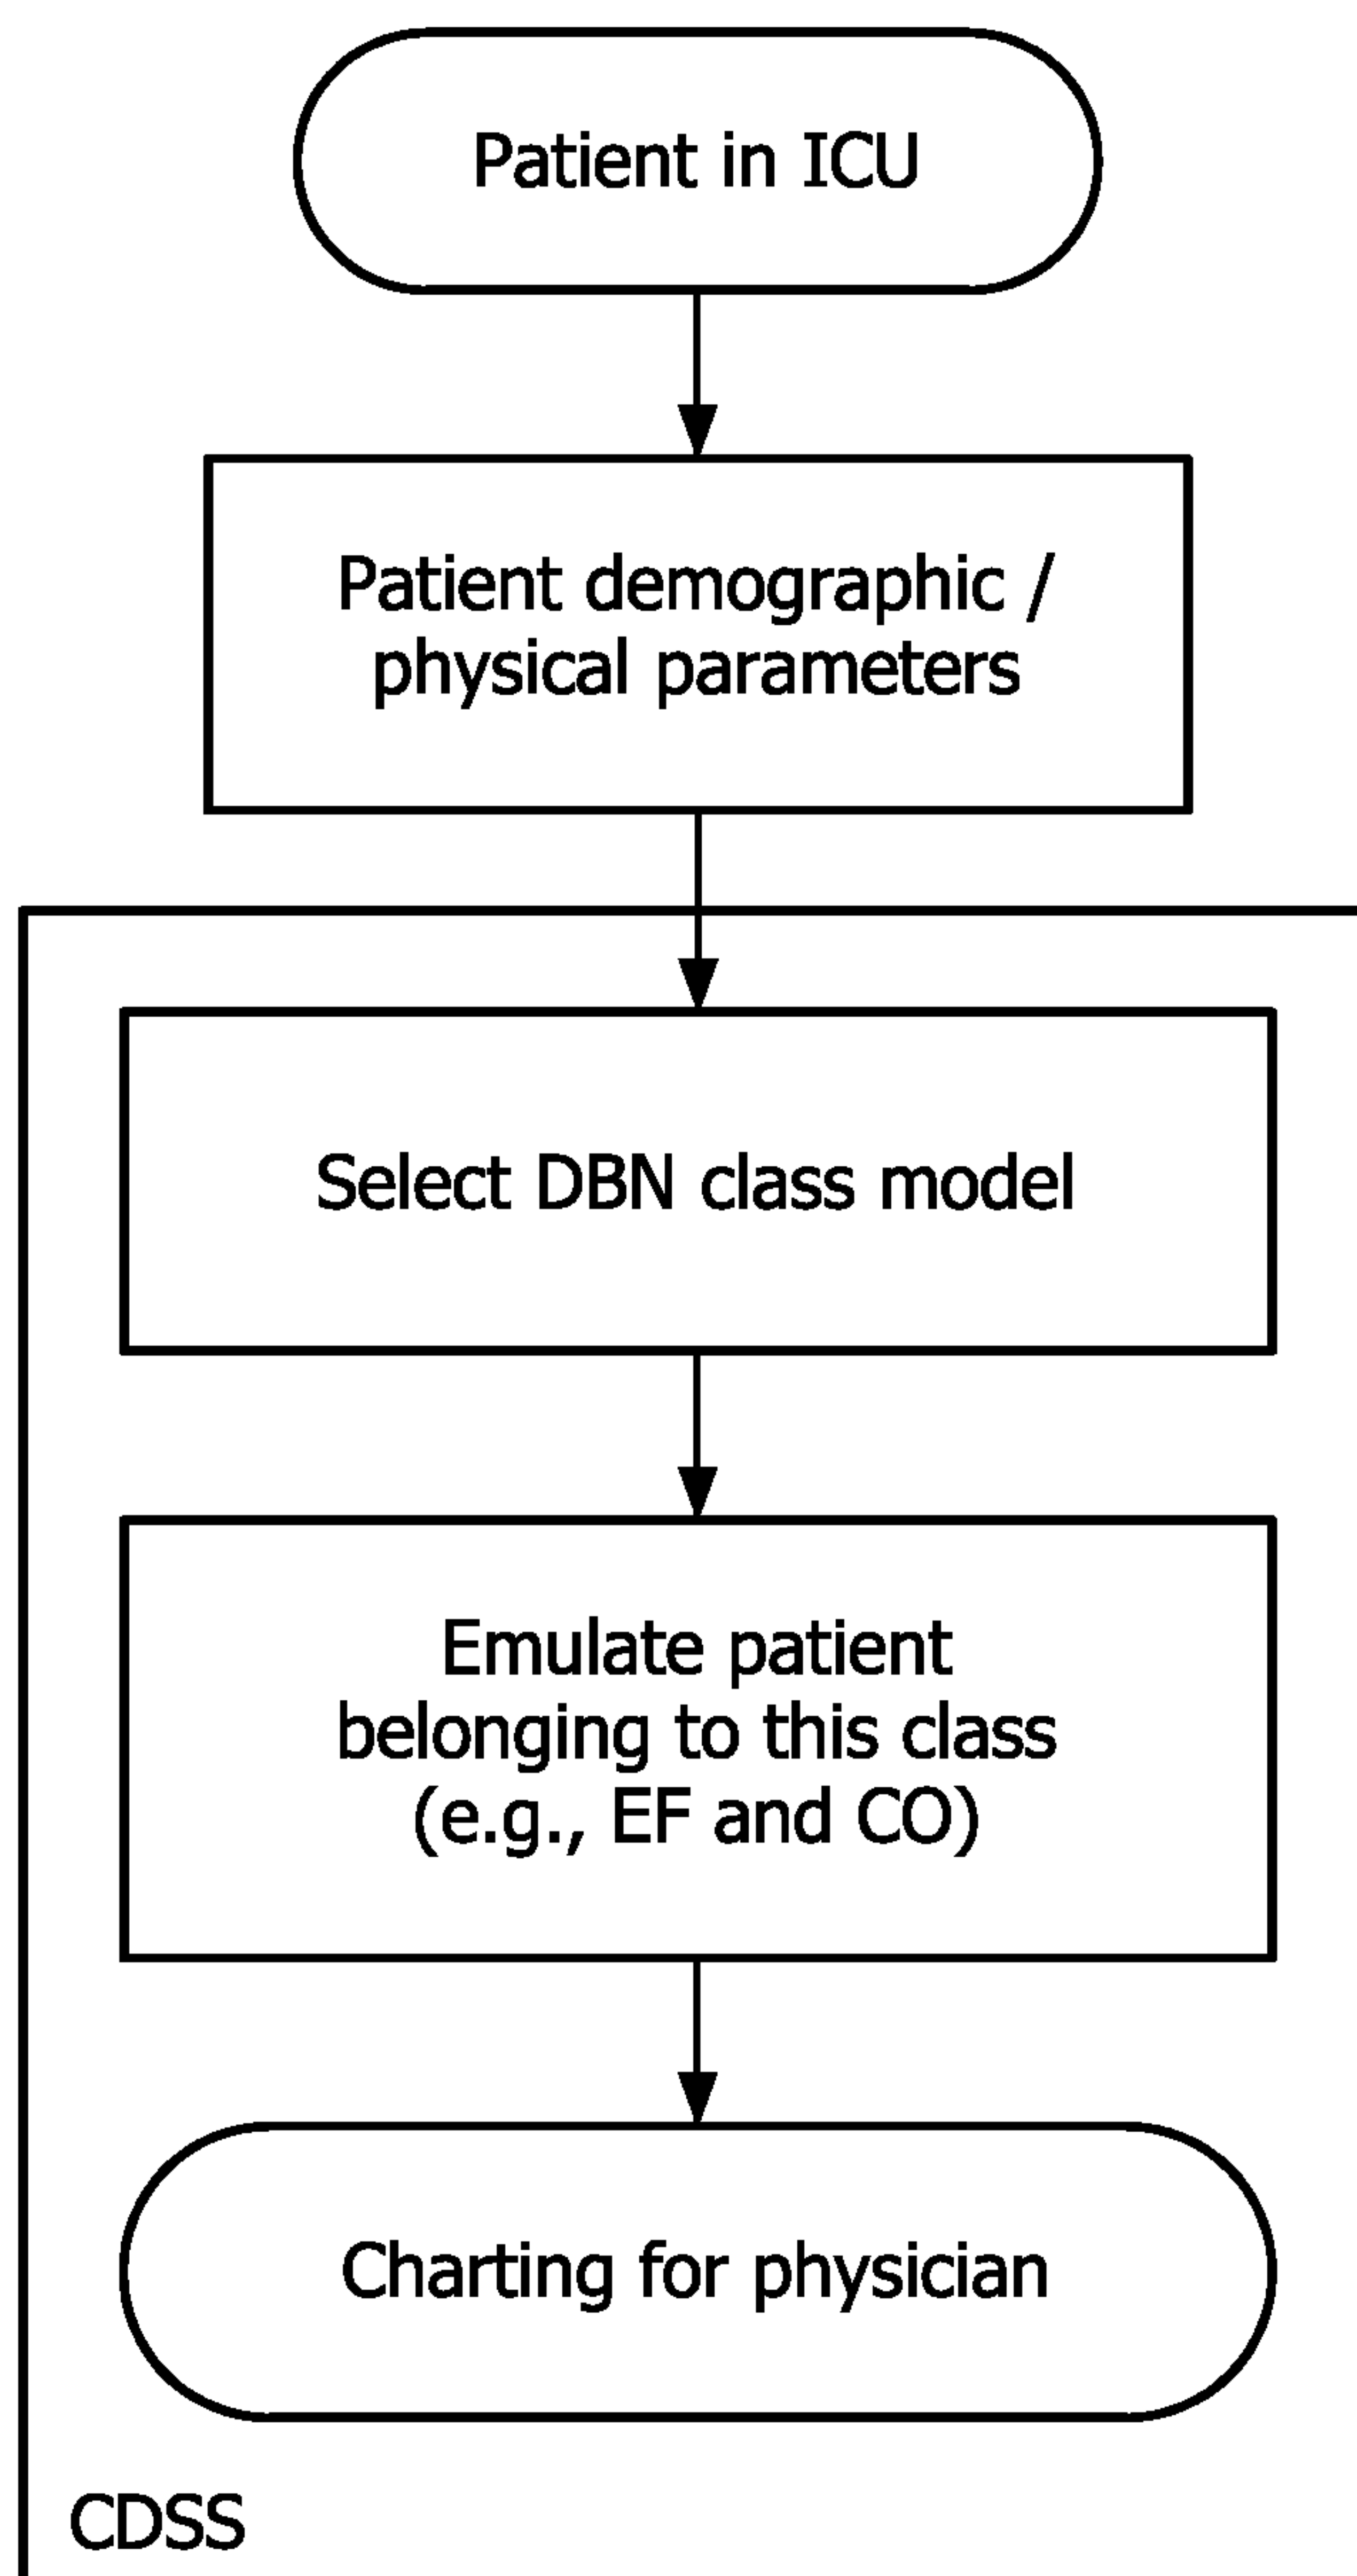 Patient in ICU
Patient demographic /
physical parameters
Select DBN class model
Emulate patient
belonging to this class
(e.g., EF and CO)
Charting for physician
CDSS